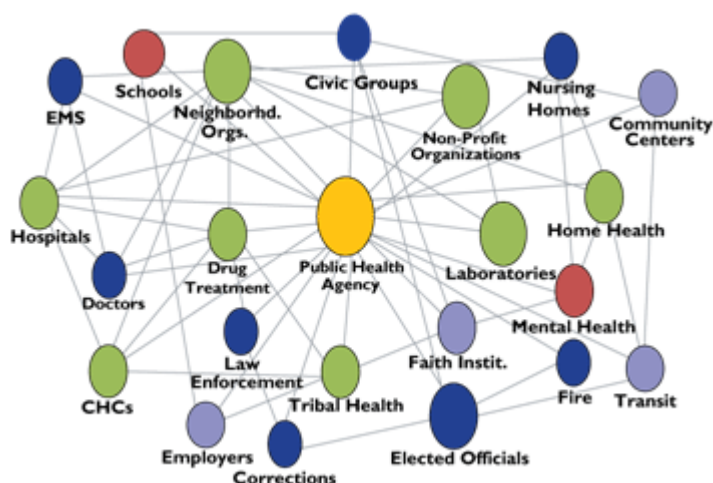 Civic Groups
Schools
Nursing
Homes
EMS
Neighborhd.
Orgs.
Community
Centers
Non-Profit
Organizations
Hospitals
Home Health
Drug
Treatment
Public Health
Agency
Laboratories
Doctors
Mental Health
Law
Enforcement
Faith Instit.
CHCs
Tribal Health
Fire
Transit
Employers
Elected Officials
Corrections